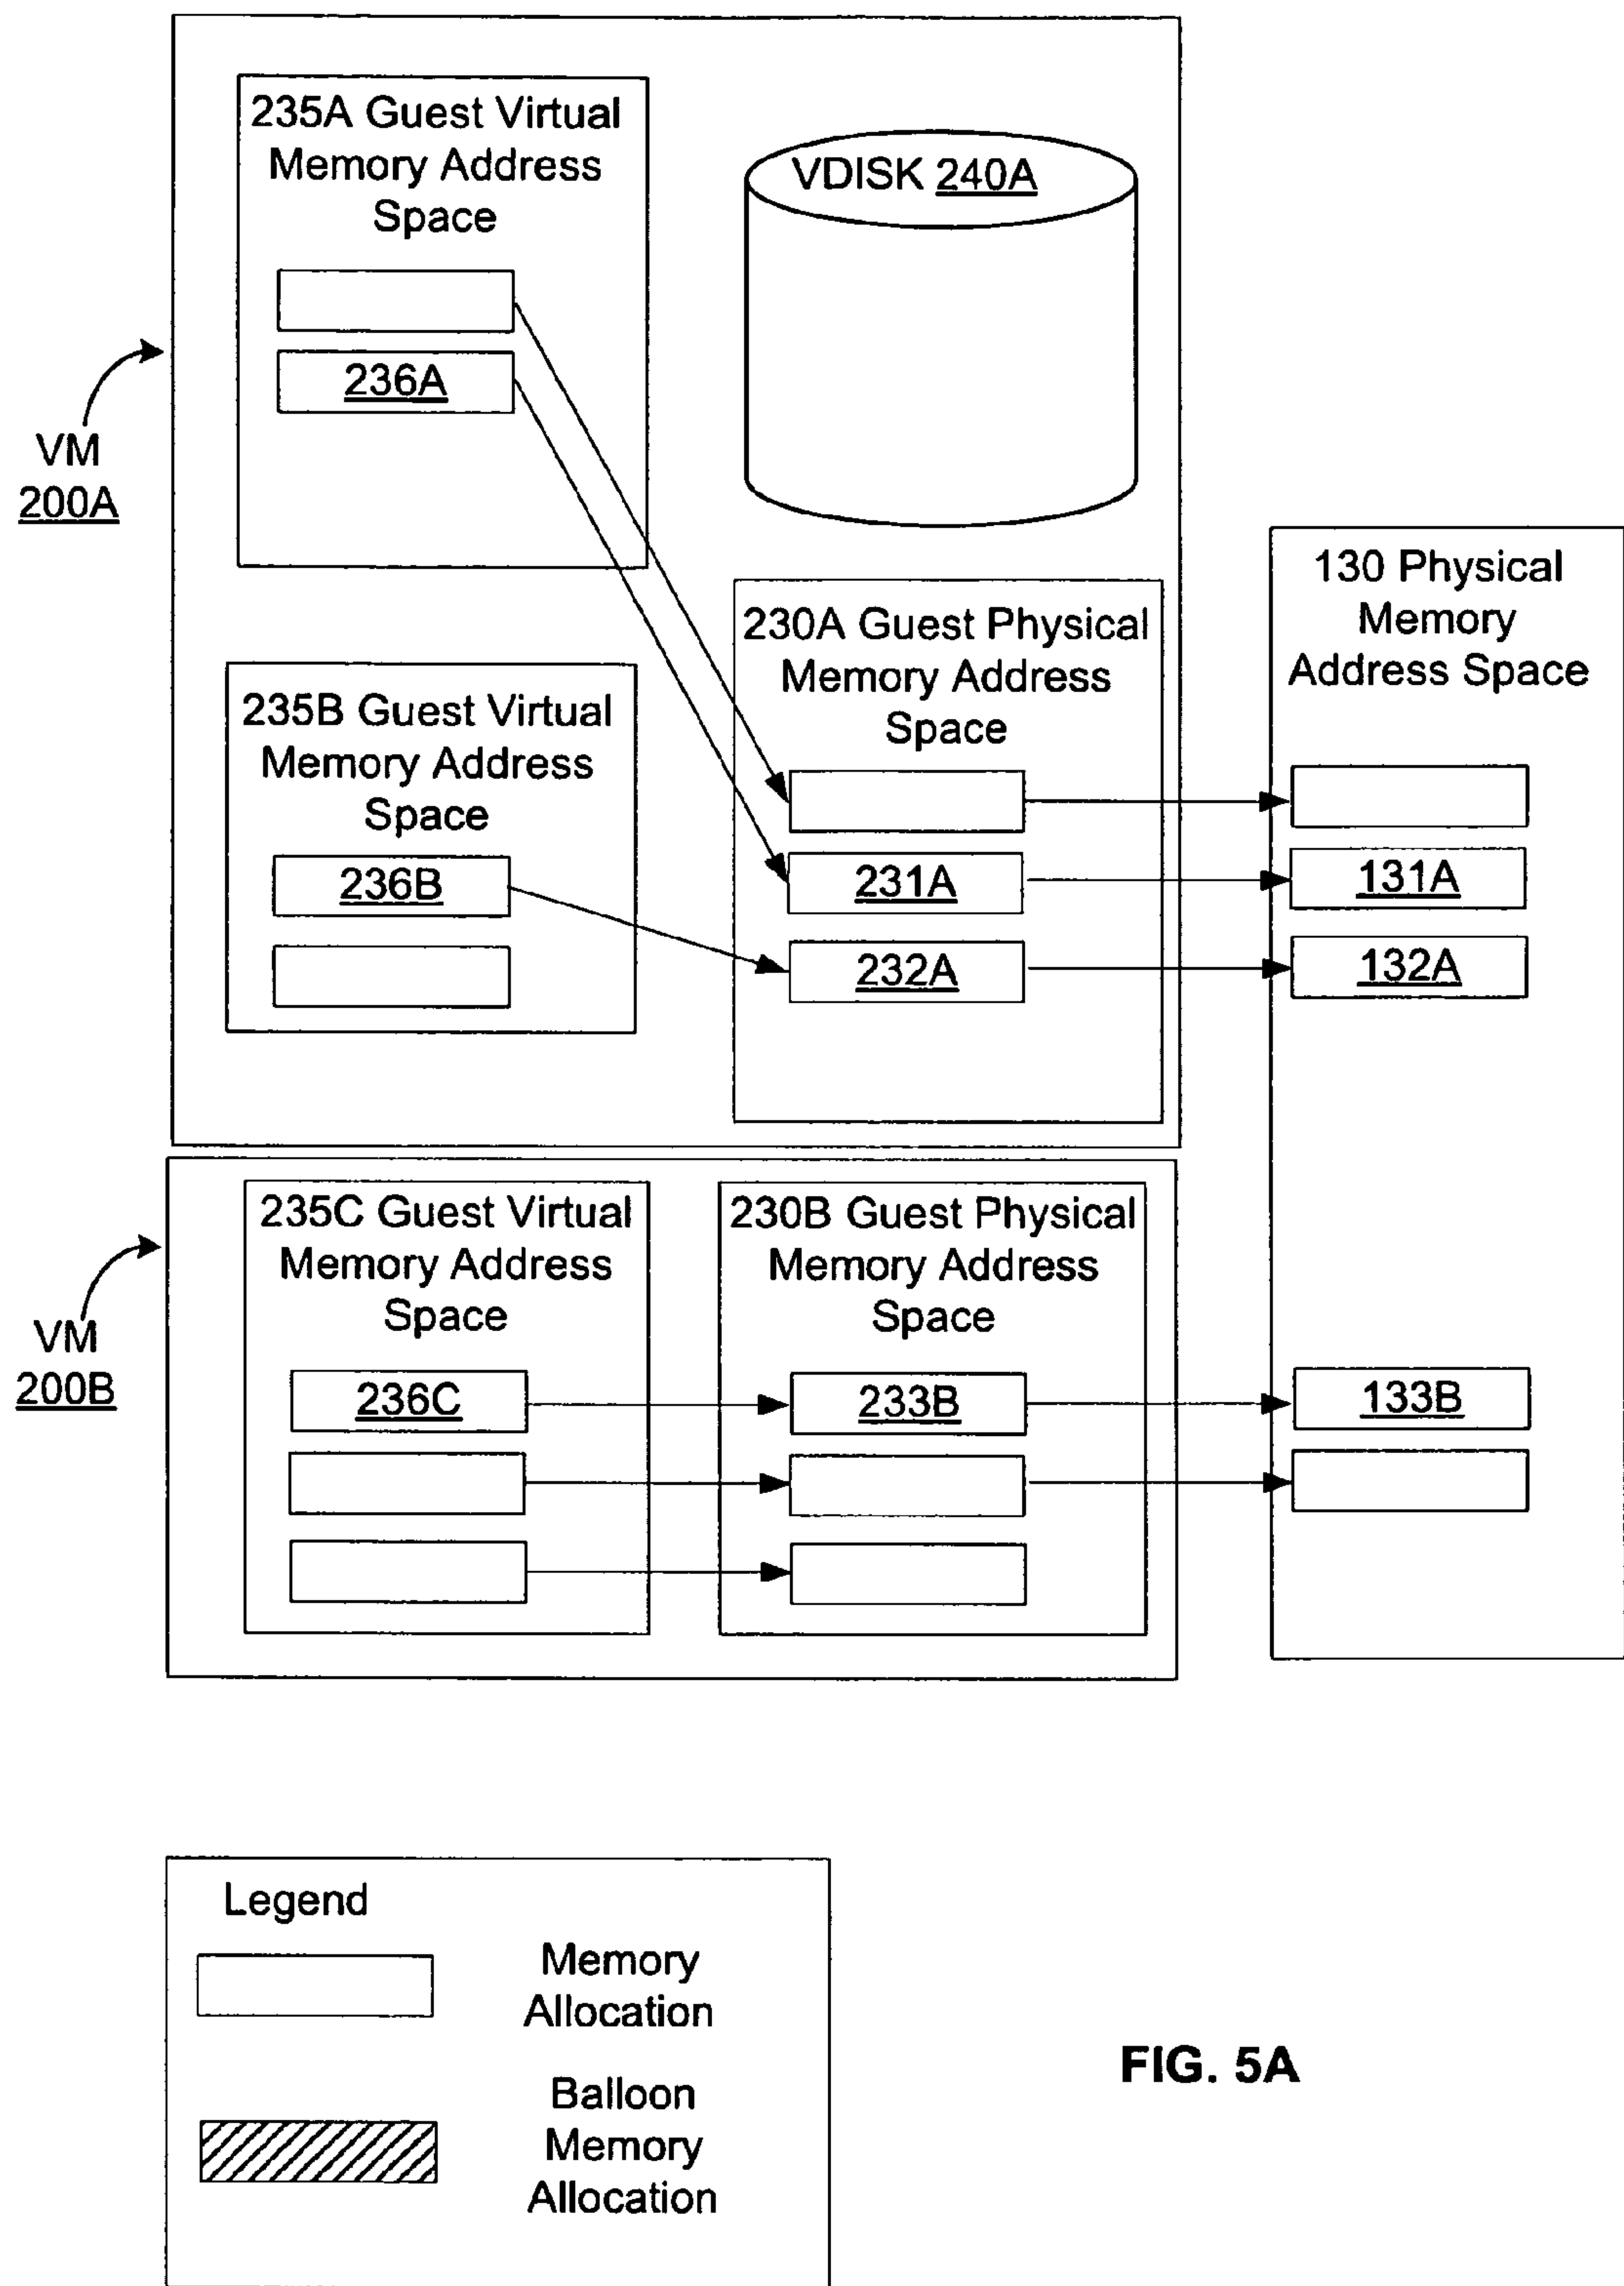 235A Guest Virtual
Memory Address
Space
236A
VDISK 240A
VM
200A
235B Guest Virtual
Memory Address
Space
236B
230A Guest Physical
Memory Address
Space
231A
232A
130 Physical
Memory
Address Space
131A
132A
235C Guest Virtual
Memory Address
Space
236C
230B Guest Physical
Memory Address
Space
233B
133B
VM
200B
Legend
Memory
Allocation
Balloon
Memory
Allocation
FIG. 5A